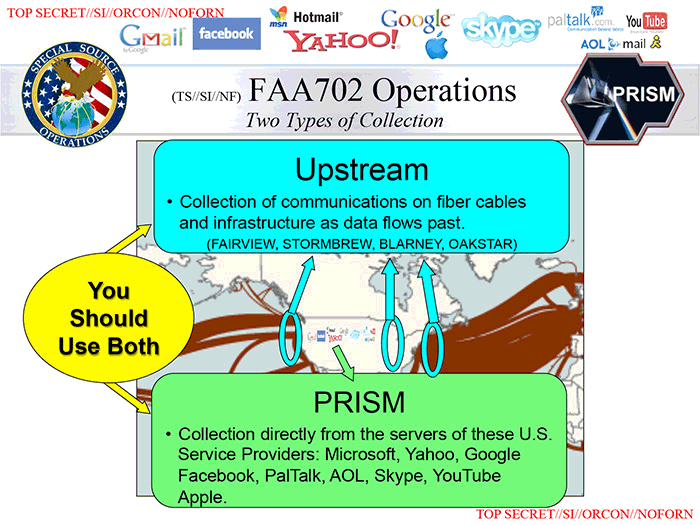 TOP SECRET//SI//ORCON//NOFORN
msn Hotmail®
Google
skype
paltalk.com
YouTube
Gmail
by Google
facebook
YAHOO!
AOL mail
SPECIAL SOURCE OPERATIONS
(TS//SI//NF) FAA702 Operations
Two Types of Collection
PRISM
Upstream
• Collection of communications on fiber cables
and infrastructure as data flows past.
(FAIRVIEW, STORMBREW, BLARNEY, OAKSTAR)
You
Should
Use Both
PRISM
• Collection directly from the servers of these U.S.
Service Providers: Microsoft, Yahoo, Google
Facebook, PalTalk, AOL, Skype, YouTube
Apple.
TOP SECRET//SI//ORCON//NOFORN